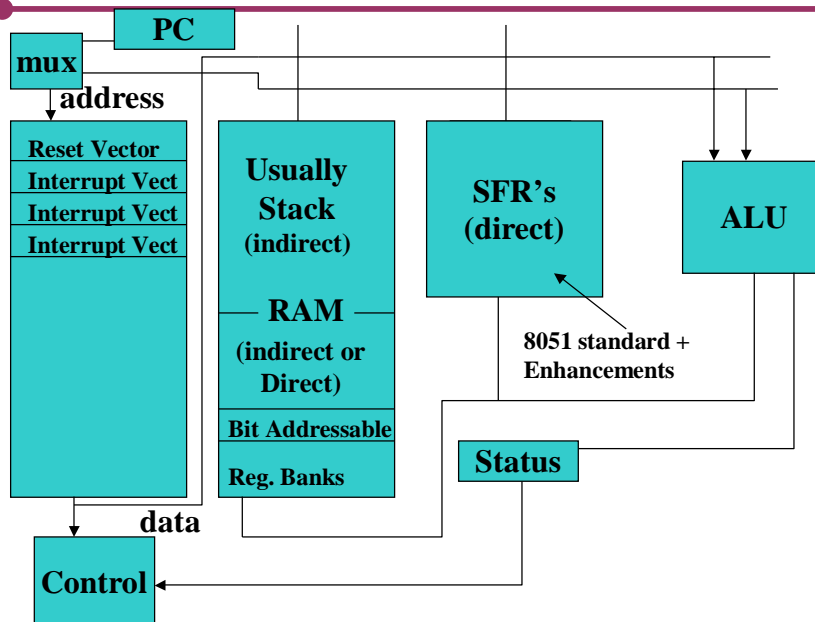 PC
mux
address
Reset Vector
Interrupt Vect
Interrupt Vect
Interrupt Vect
Usually
Stack
(indirect)
RAM
(indirect or
Direct)
Bit Addressable
Reg. Banks
SFR's
(direct)
ALU
8051 standard +
Enhancements
Status
data
Control